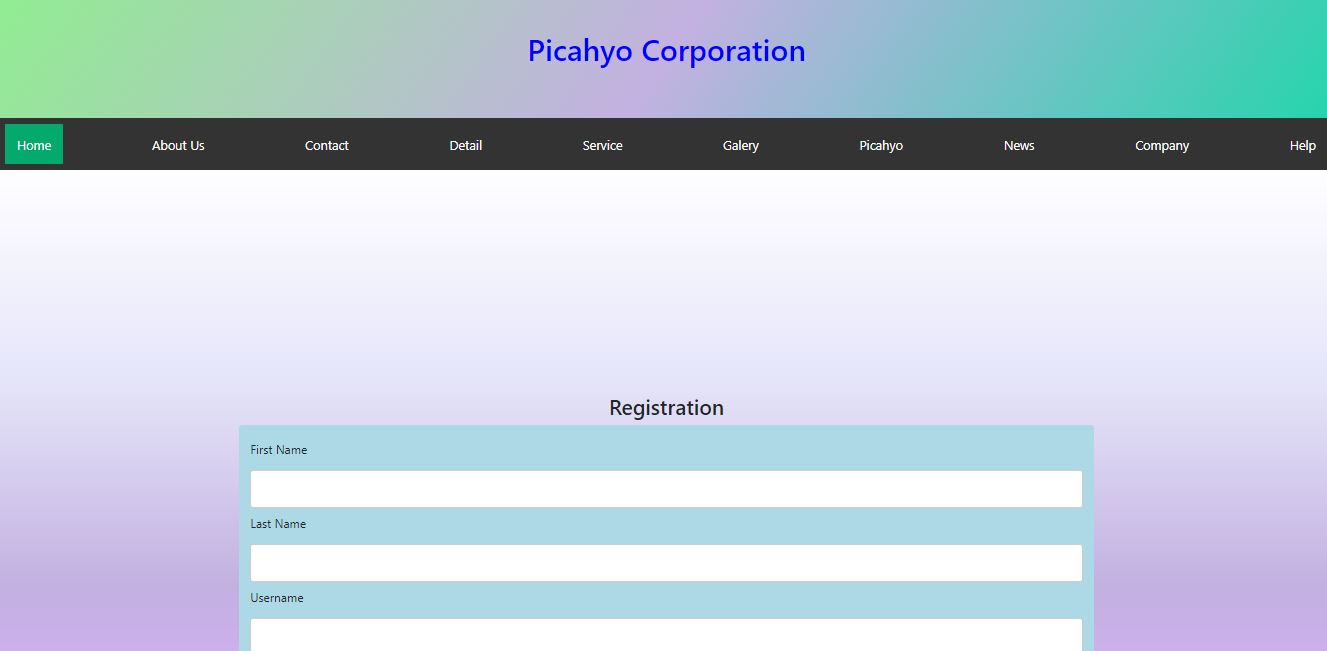 Picahyo Corporation
Home About Us Contact Detail Service Galery Picahyo News Company Help
Registration
First Name
Last Name
Username